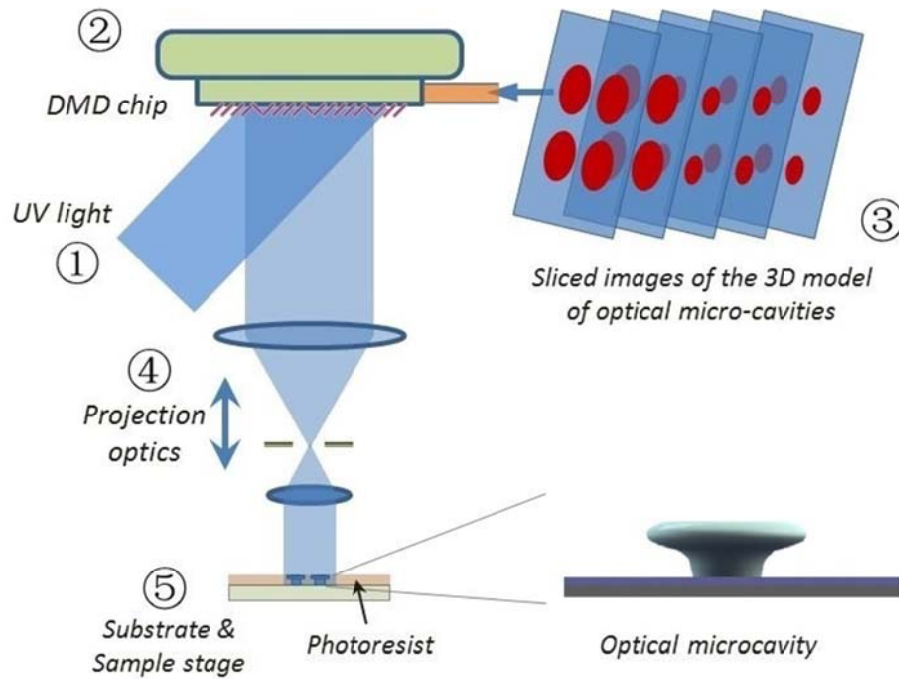 ②
DMD chip
UV light
①
③
Sliced images of the 3D model
of optical micro-cavities
④
Projection
optics
⑤
Substrate &
Sample stage
Photoresist
Optical microcavity